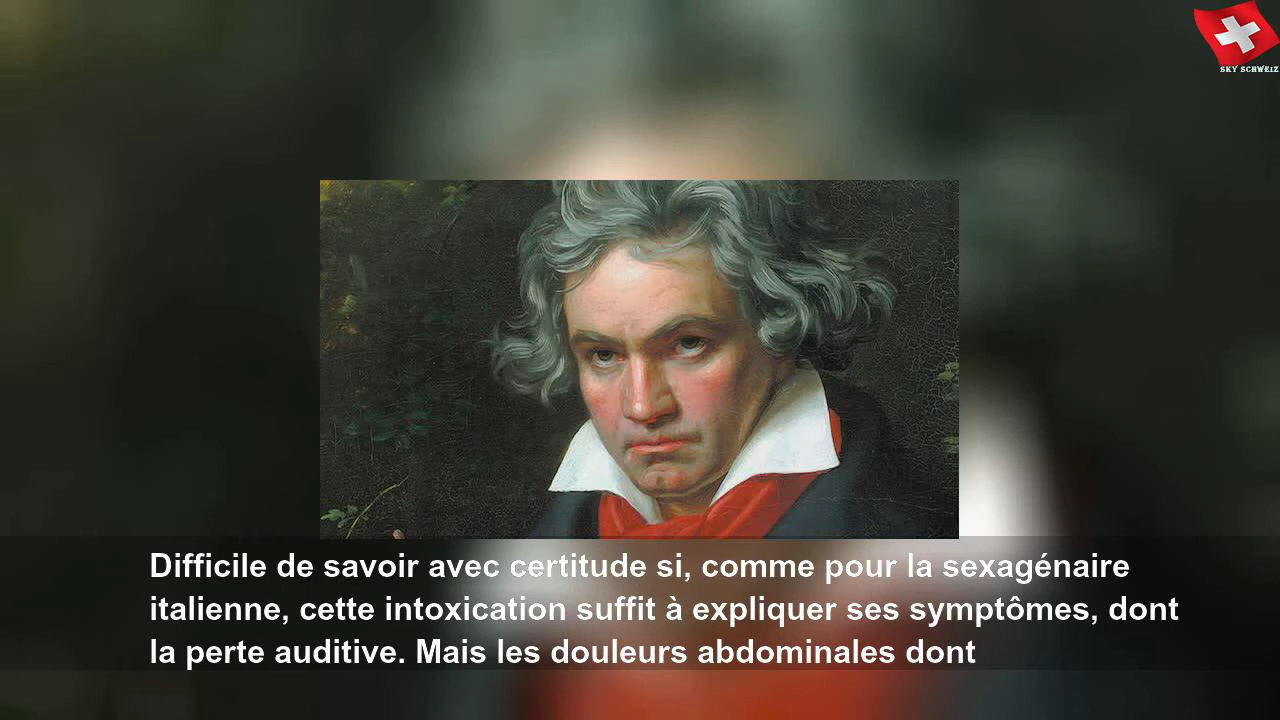 SKY SCHWEIZ
Difficile de savoir avec certitude si, comme pour la sexagénaire
italienne, cette intoxication suffit à expliquer ses symptômes, dont
la perte auditive. Mais les douleurs abdominales dont